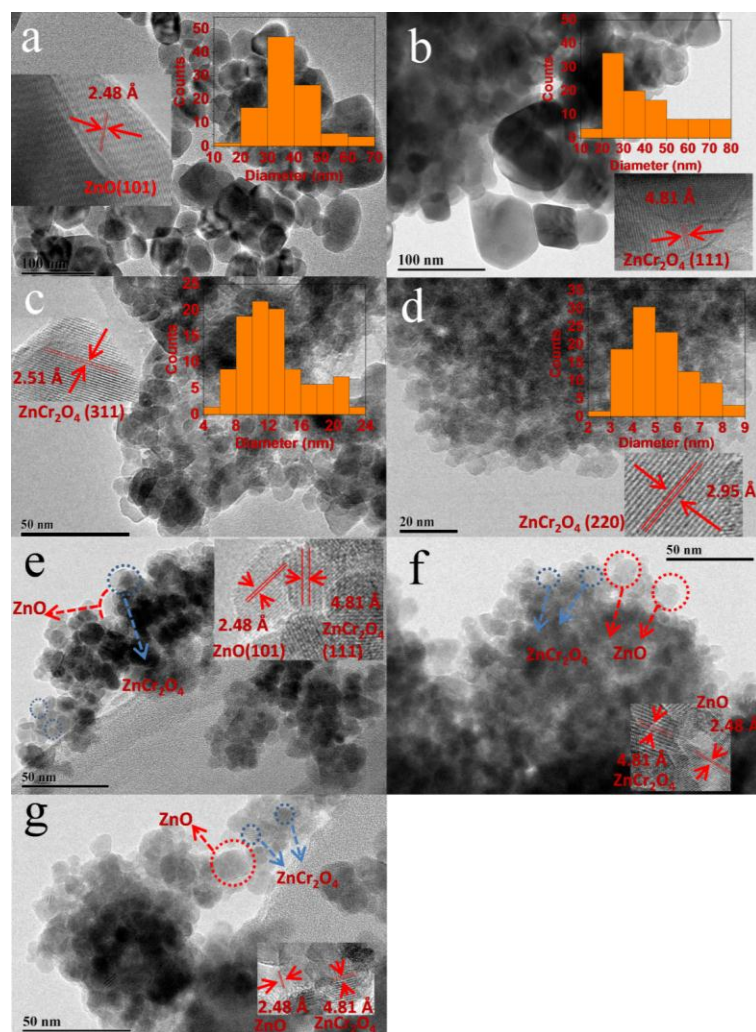 a
50
40
30
20
10
0
Counts
10 20 30 40 50 60 70
Diameter (nm)
2.48 Å
ZnO(101)
100 nm
b
50
40
30
20
10
0
Counts
10 20 30 40 50 60 70 80
Diameter (nm)
4.81 Å
ZnCr₂O₄ (111)
100 nm
c
25
20
15
10
5
0
Counts
4 8 12 16 20 24
Diameter (nm)
2.51 Å
ZnCr₂O₄ (311)
50 nm
d
35
30
25
20
15
10
5
0
Counts
2 3 4 5 6 7 8 9
Diameter (nm)
2.95 Å
ZnCr₂O₄ (220)
20 nm
e
ZnO
ZnCr₂O₄
2.48 Å
ZnO(101)
4.81 Å
ZnCr₂O₄
(111)
50 nm
f
50 nm
ZnCr₂O₄
ZnO
ZnO
2.48 Å
4.81 Å
ZnCr₂O₄
g
ZnO
ZnCr₂O₄
2.48 Å
ZnO
4.81 Å
ZnCr₂O₄
50 nm